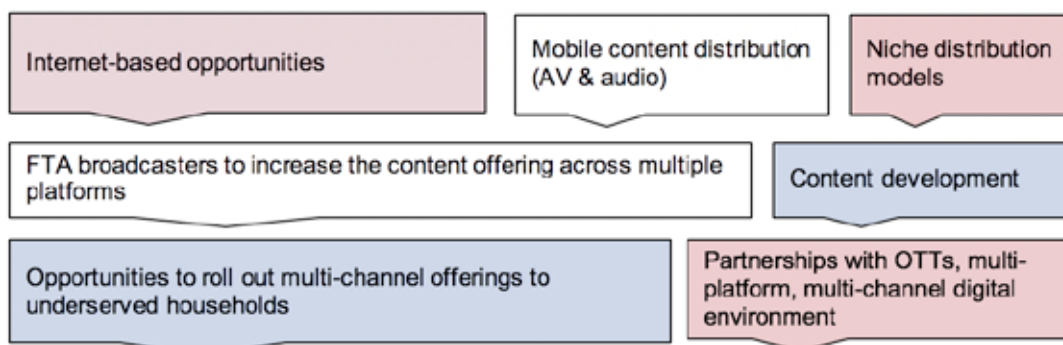 Internet-based opportunities
Mobile content distribution
(AV & audio)
Niche distribution
models
FTA broadcasters to increase the content offering across multiple
platforms
Content development
Opportunities to roll out multi-channel offerings to
underserved households
Partnerships with OTTs, multi-
platform, multi-channel digital
environment